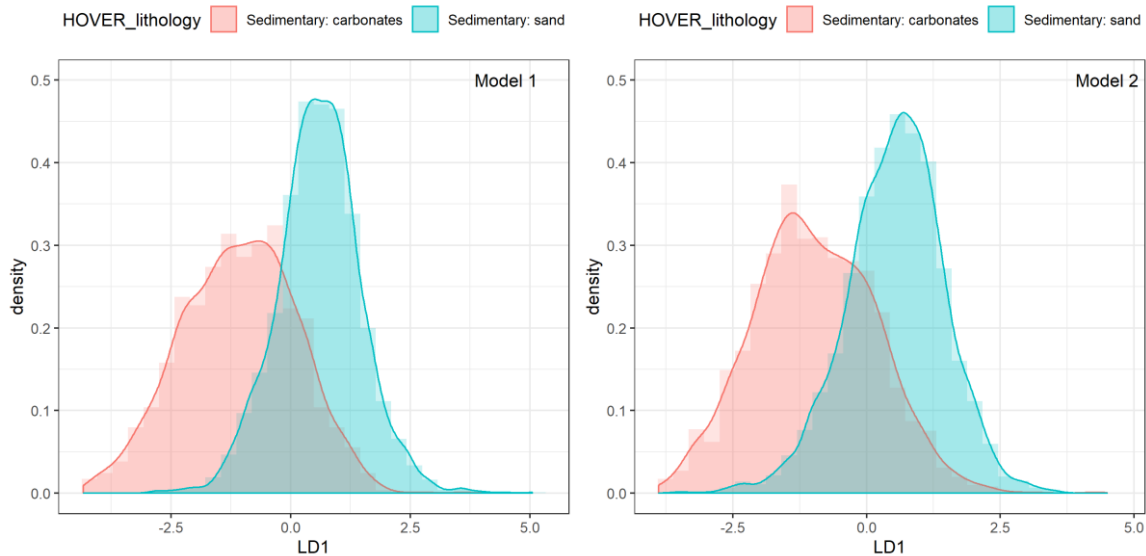 HOVER_lithology Sedimentary: carbonates Sedimentary: sand
Model 1
0.5
0.4
0.3
0.2
0.1
0.0
density
-2.5 0.0 2.5 5.0
LD1
HOVER_lithology Sedimentary: carbonates Sedimentary: sand
Model 2
0.5
0.4
0.3
0.2
0.1
0.0
density
-2.5 0.0 2.5 5.0
LD1